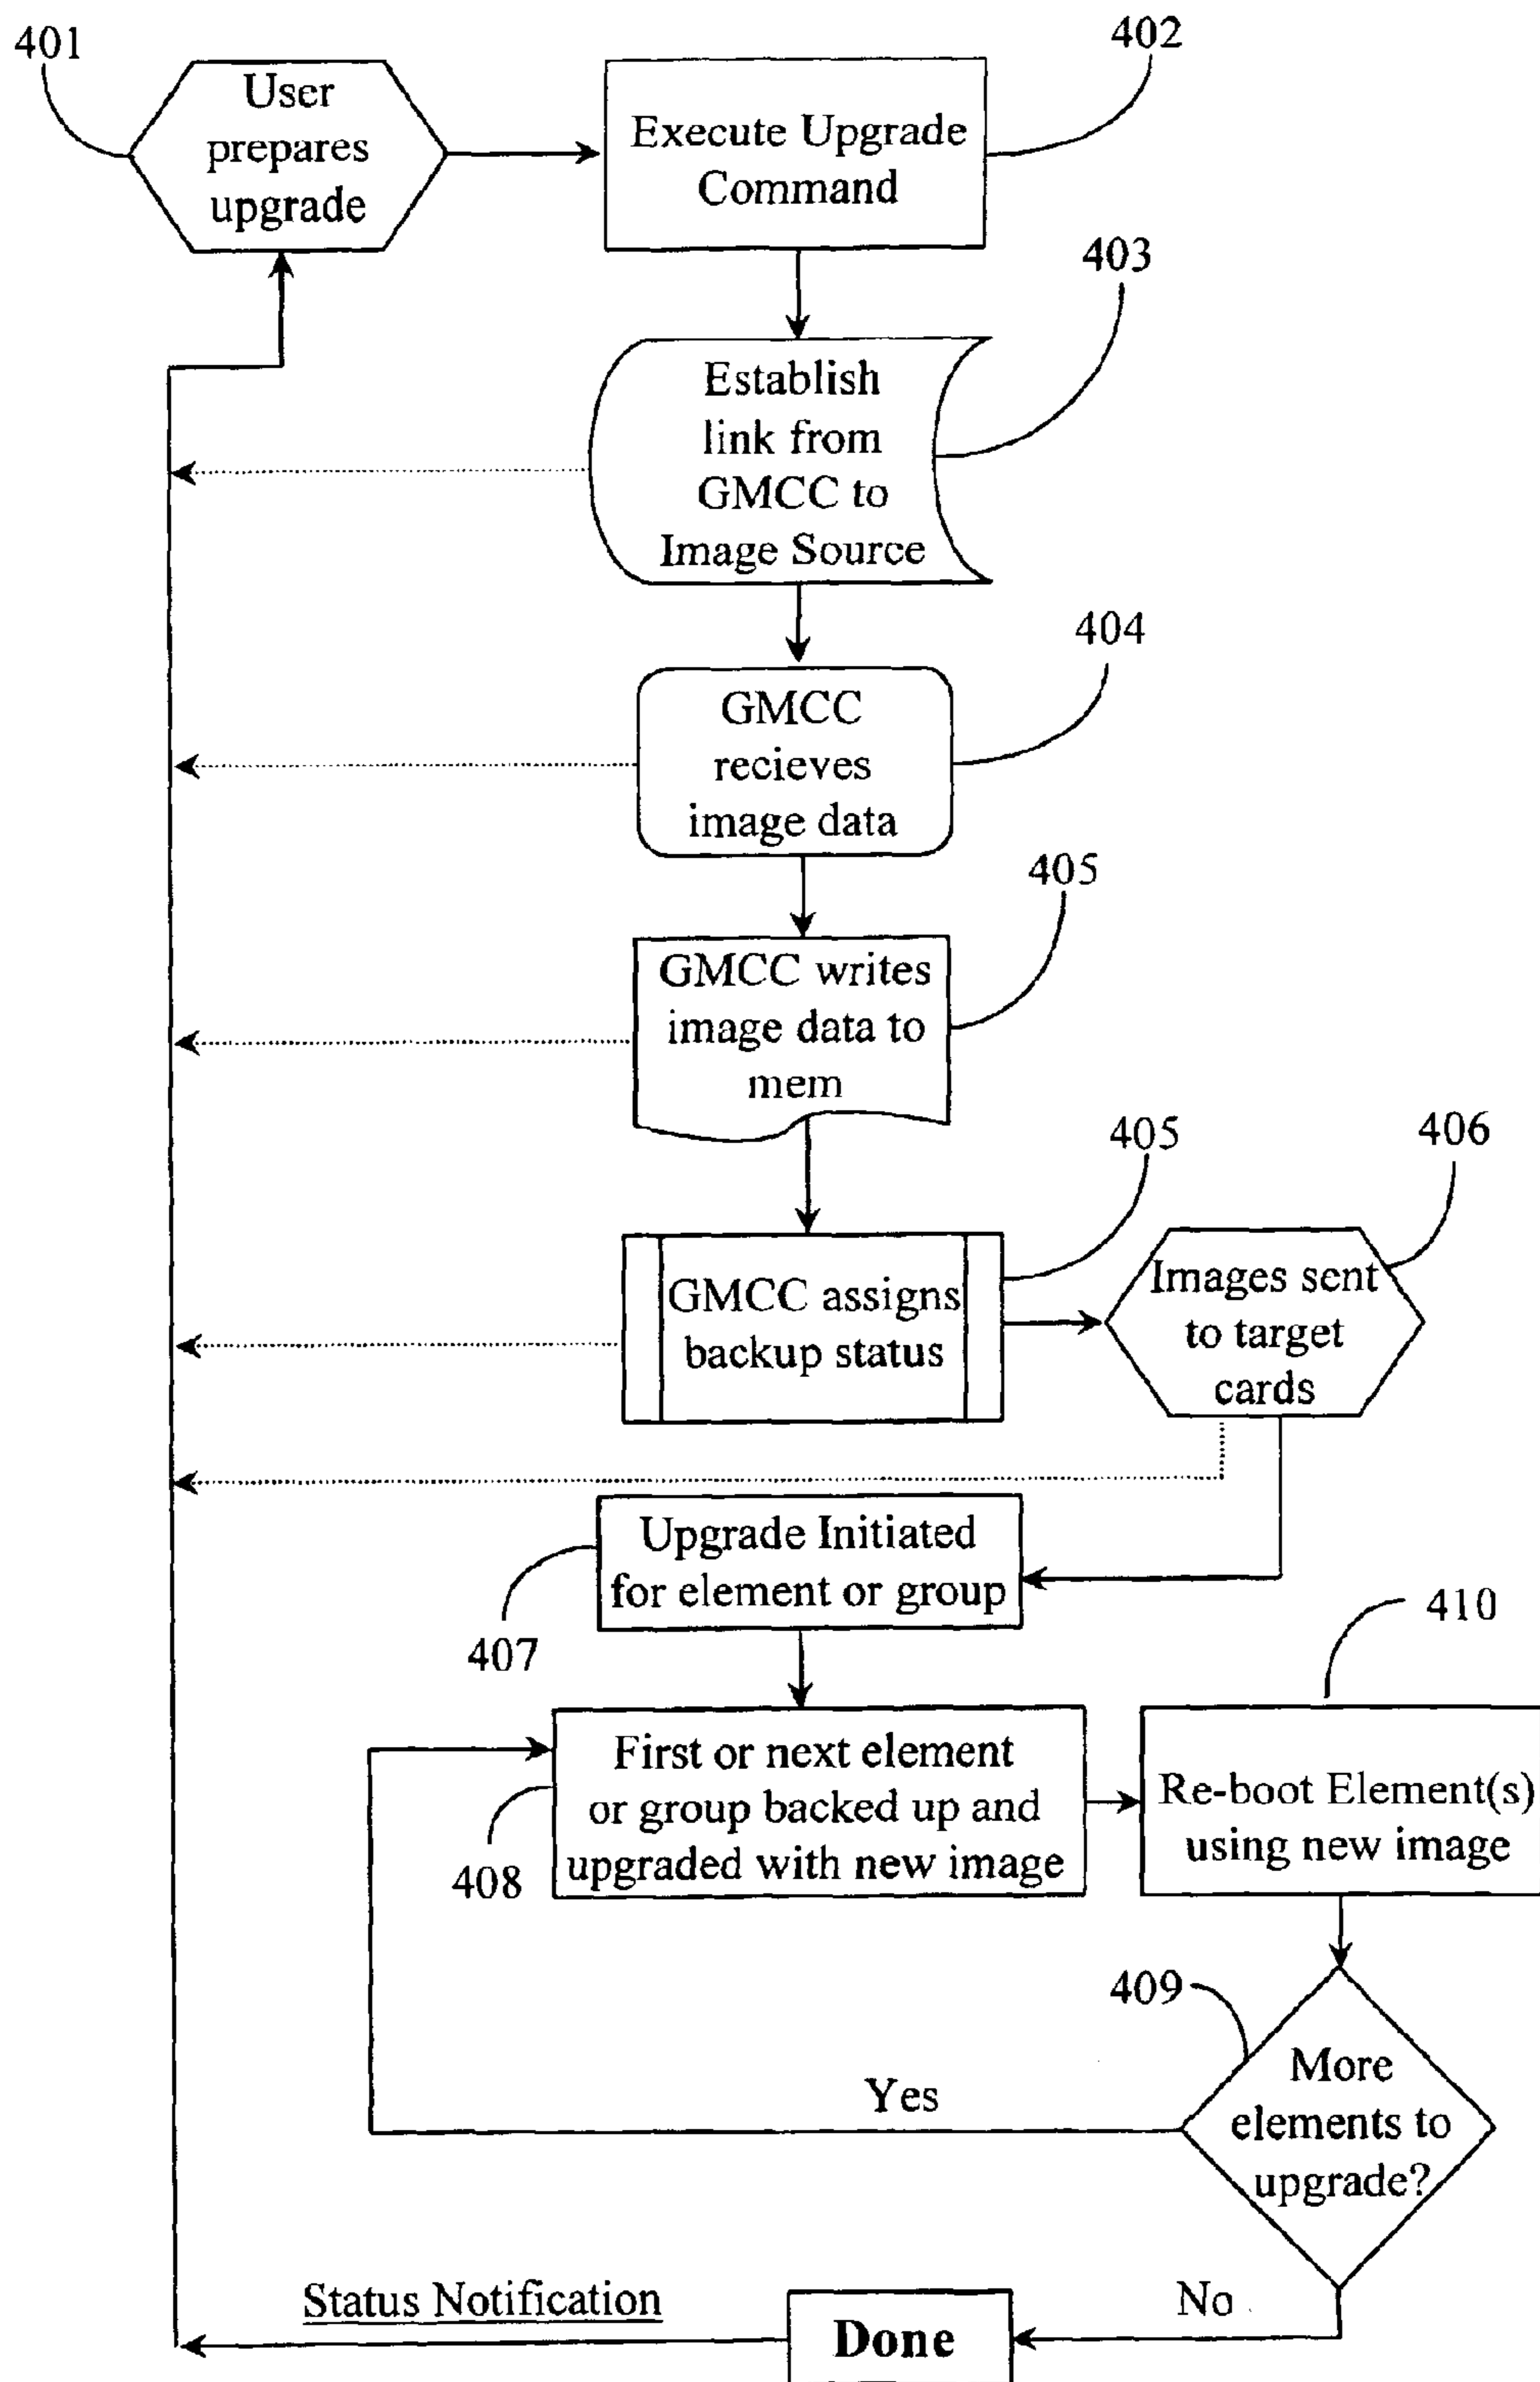 401
User
prepares
upgrade
402
Execute Upgrade
Command
403
Establish
link from
GMCC to
Image Source
404
GMCC
recieves
image data
405
GMCC writes
image data to
mem
405
GMCC assigns
backup status
406
Images sent
to target
cards
407
Upgrade Initiated
for element or group
408
First or next element
or group backed up and
upgraded with new image
410
Re-boot Element(s)
using new image
409
More
elements to
upgrade?
Yes
No
Done
Status Notification